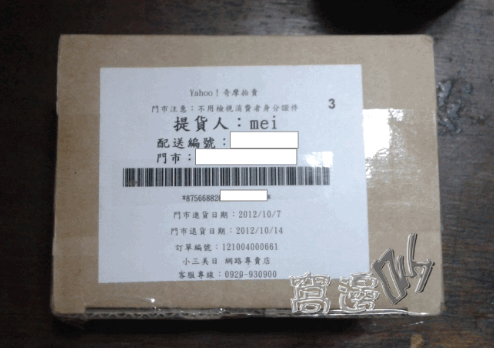 Yahoo! 奇摩拍賣
門市注意：不用檢視消費者身分證件
3
提貨人：mei
配送編號：
門市：
*87566882
*
門市進貨日期：2012/10/7
門市退貨日期：2012/10/14
訂單編號：121004000661
小三美日 網路專賣店
客服專線：0929-930900
窩邊